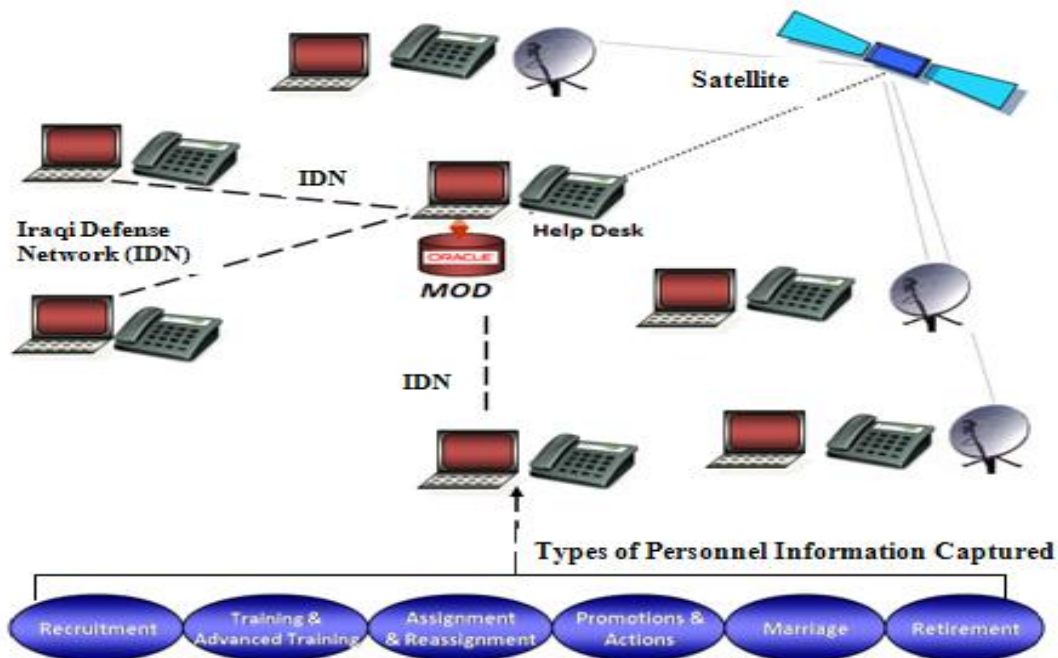 Satellite
IDN
Iraqi Defense
Network (IDN)
Help Desk
ORACLE
MOD
IDN
Types of Personnel Information Captured
Recruitment
Training &
Advanced Training
Assignment
& Reassignment
Promotions &
Actions
Marriage
Retirement